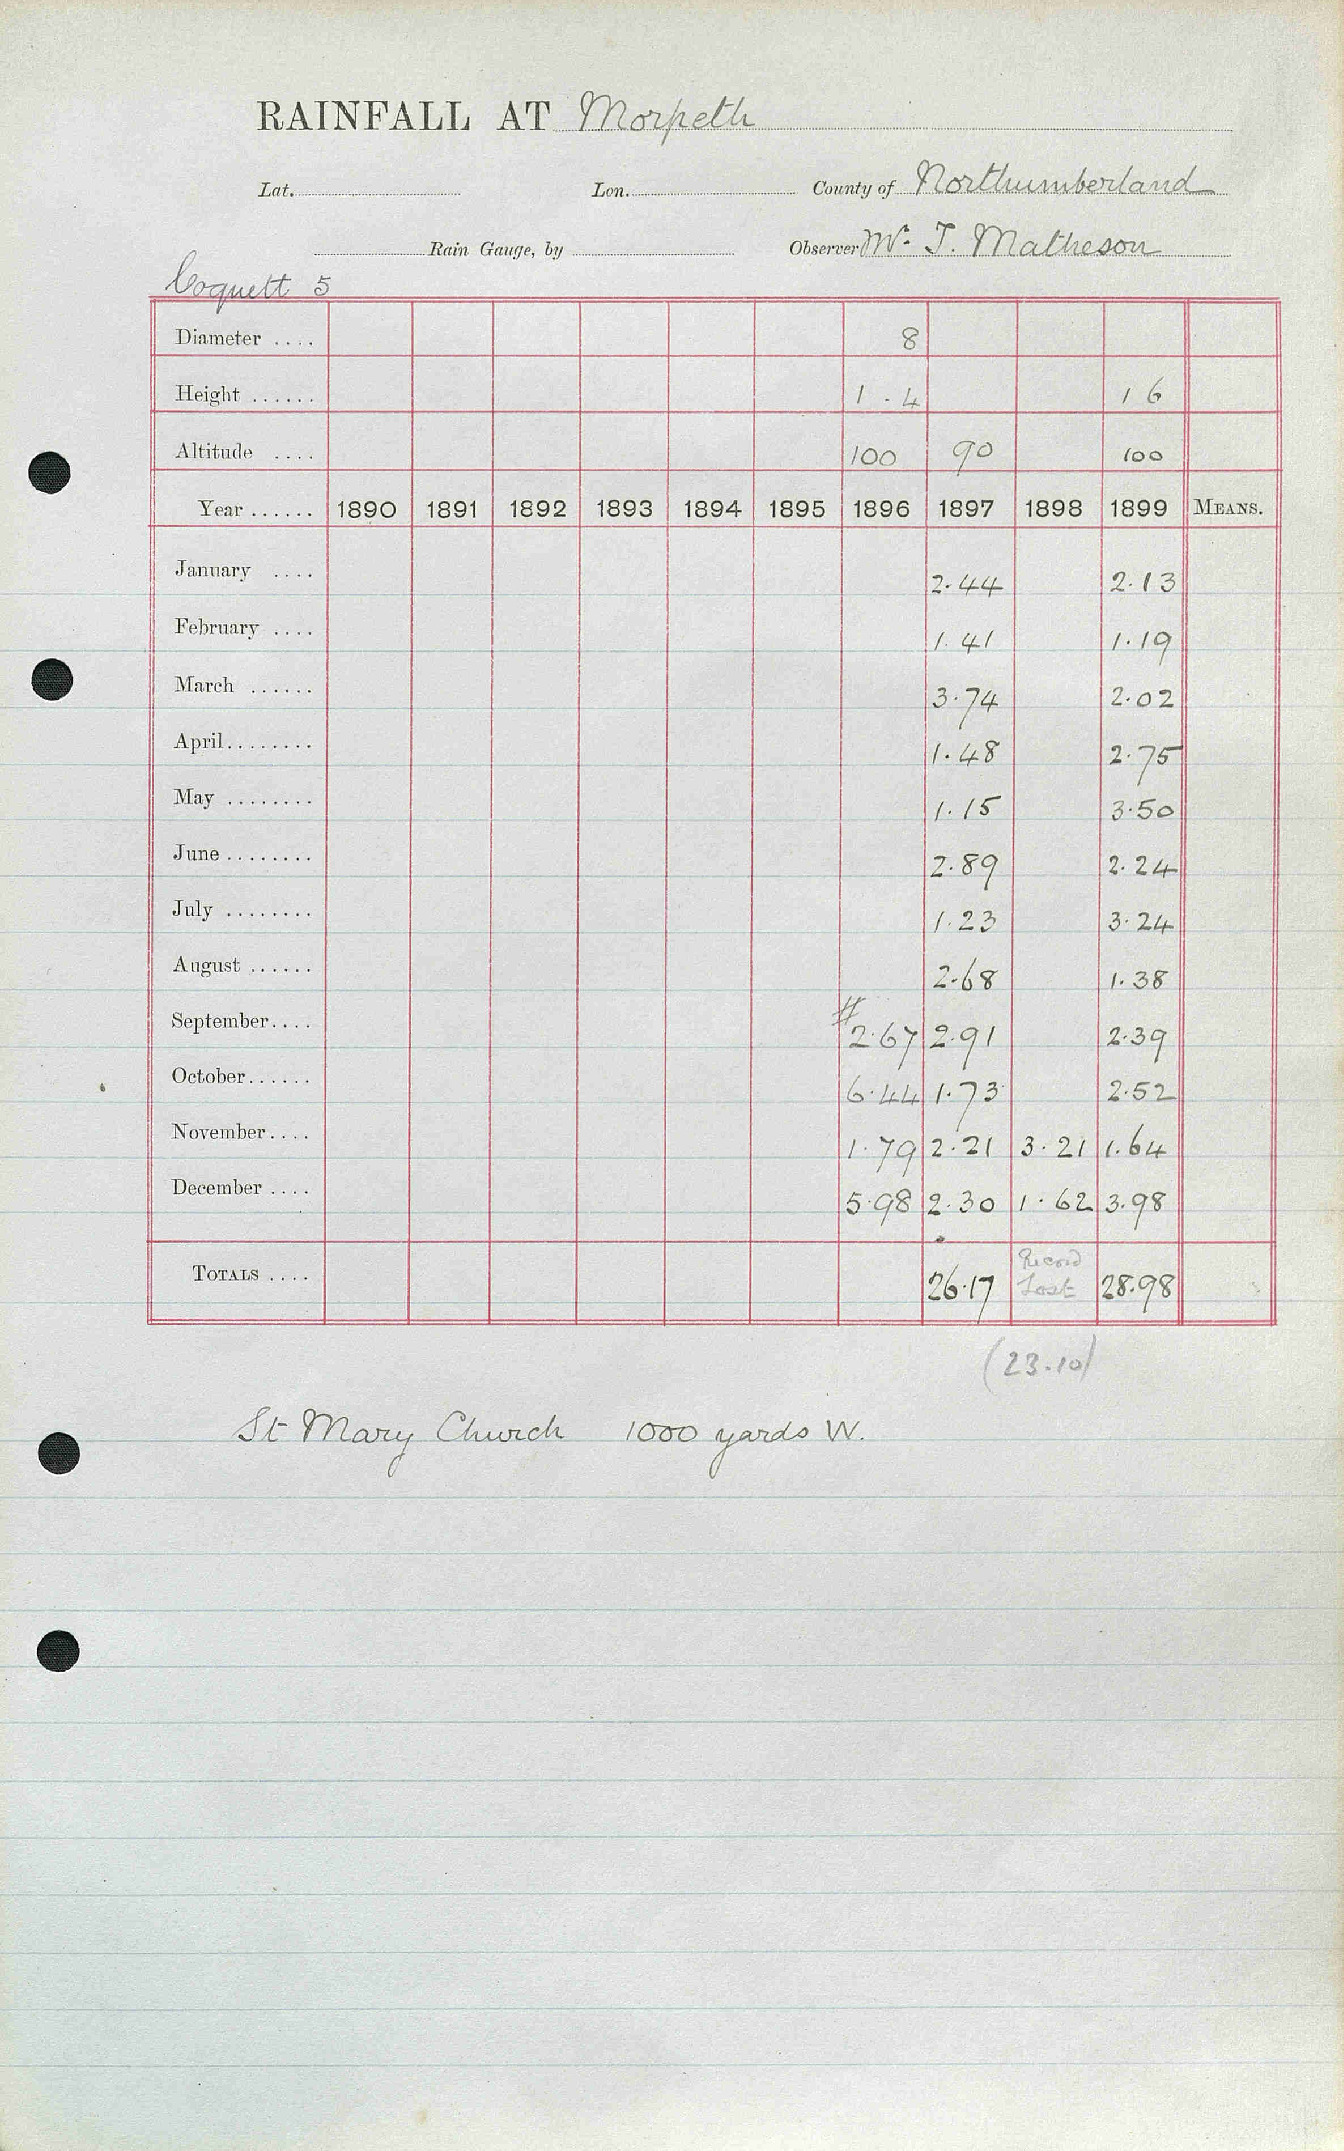 RAINFALL AT Morpeth
Lat. Lon. County of Northumberland
Rain Gauge, by Observer Mr. T. Matheson
Coquett 5
Diameter .... 8
Height ...... 1 . 4 1 6
Altitude .... 100 90 100
Year ...... 1890 1891 1892 1893 1894 1895 1896 1897 1898 1899 MEANS.
January .... 2.44 2.13
February .... 1.41 1.19
March ...... 3.74 2.02
April........ 1.48 2.75
May ........ 1.15 3.50
June ........ 2.89 2.24
July ........ 1.23 3.24
August ...... 2.68 1.38
September.... # 2.67 2.91 2.39
October...... 6.44 1.73 2.52
November.... 1.79 2.21 3.21 1.64
December .... 5.98 2.30 1.62 3.98
TOTALS .... 26.17 Record Lost 28.98
(23.10)
St Mary Church 1000 yards W.